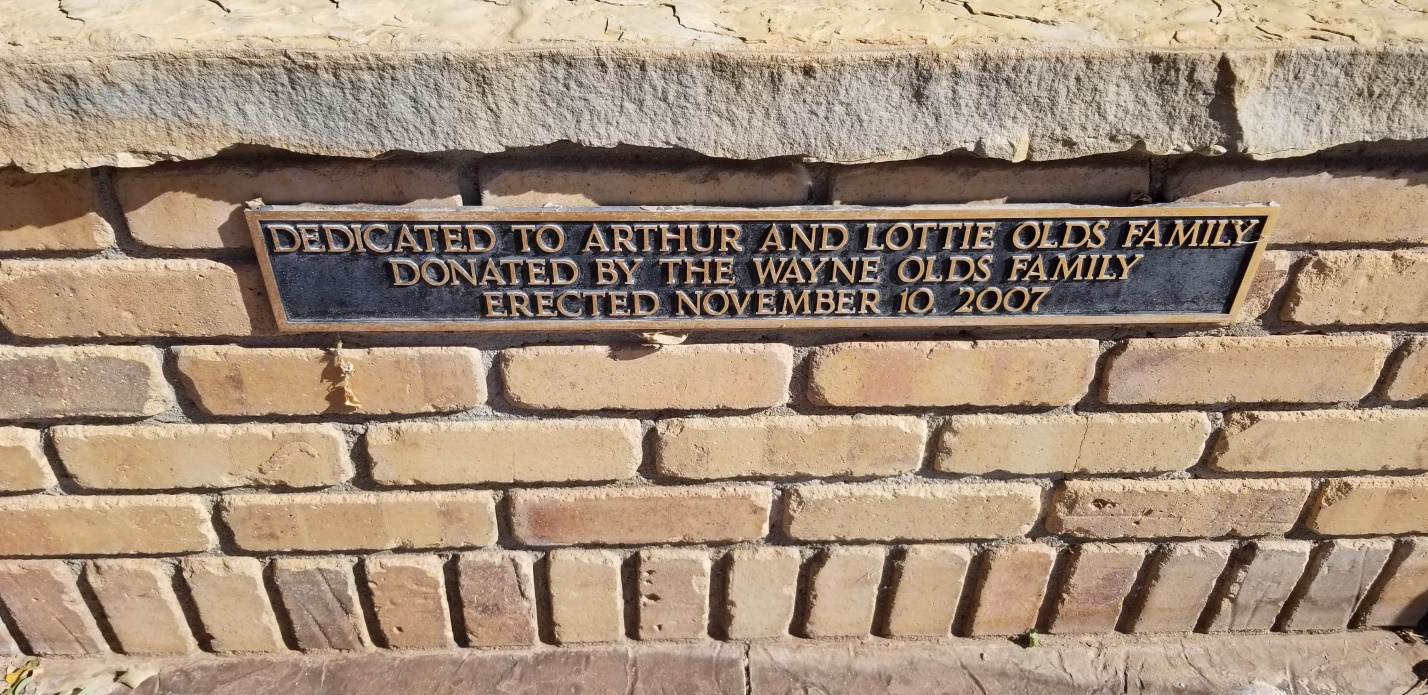 DEDICATED TO ARTHUR AND LOTTIE OLDS FAMILY
DONATED BY THE WAYNE OLDS FAMILY
ERECTED NOVEMBER 10, 2007